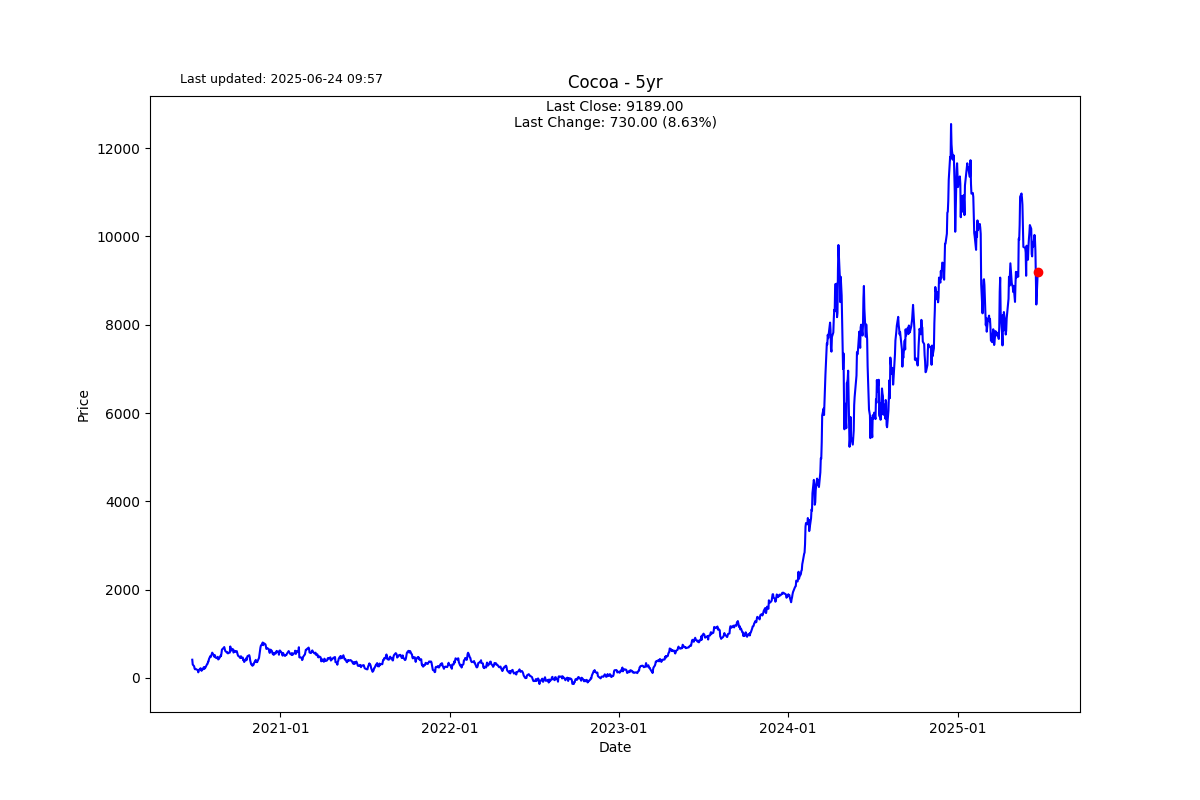 Last updated: 2025-06-24 09:57
Cocoa - 5yr
Last Close: 9189.00
Last Change: 730.00 (8.63%)
12000
10000
8000
6000
4000
2000
0
Price
2021-01
2022-01
2023-01
2024-01
2025-01
Date